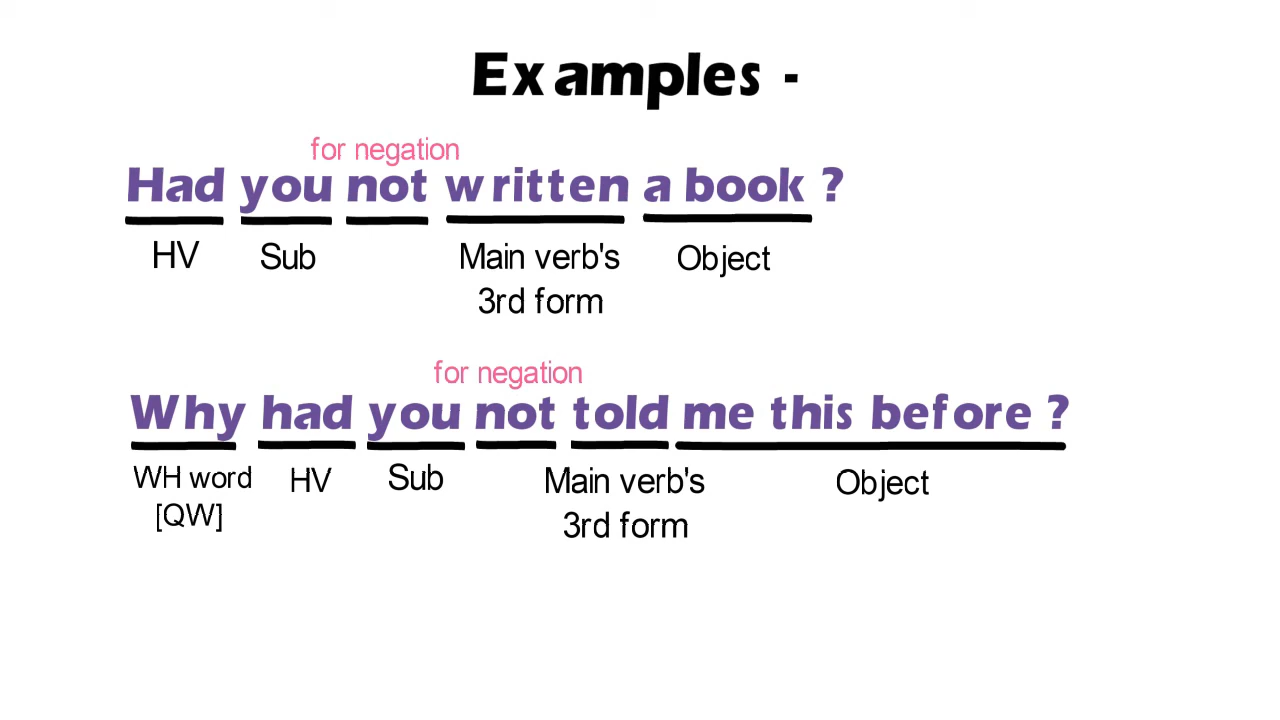 Examples -
for negation
Had you not written a book ?
HV Sub Main verb's Object
3rd form
for negation
Why had you not told me this before ?
WH word HV Sub Main verb's Object
[QW] 3rd form